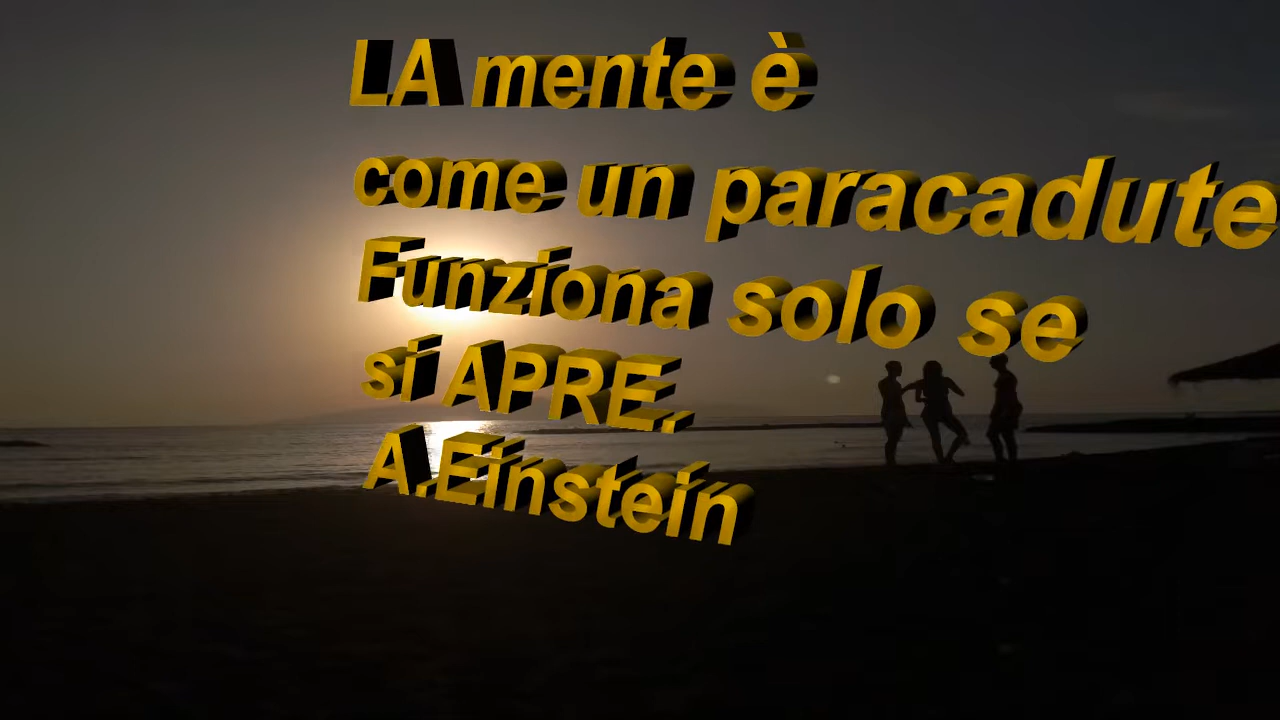 LA mente è
come un paracadute
Funziona solo se
si APRE.
A.Einstein